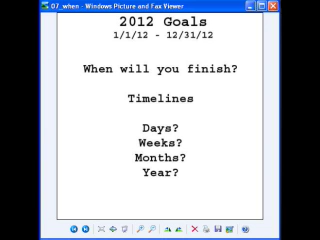 07_when - Windows Picture and Fax Viewer
2012 Goals
1/1/12 - 12/31/12
When will you finish?
Timelines
Days?
Weeks?
Months?
Year?